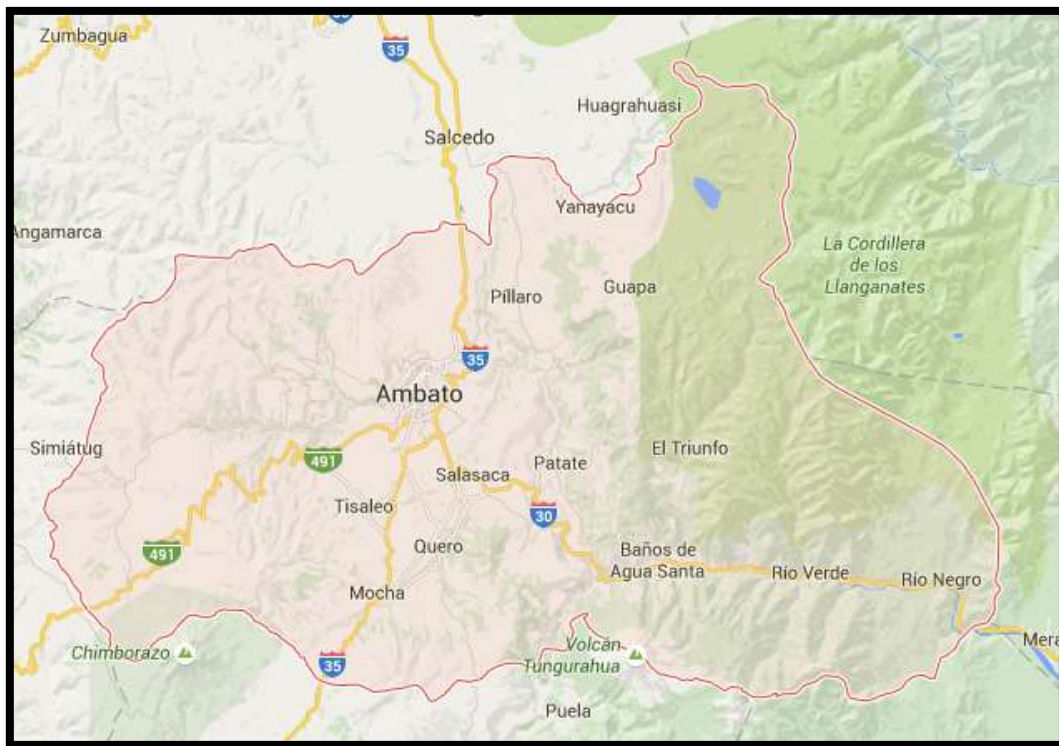 Zumbagua
35
Huagrahuasi
Salcedo
Yanayacu
Angamarca
La Cordillera
de los
Llanganates
Guapa
Píllaro
35
Ambato
Simiátug
491
El Triunfo
Patate
Salasaca
Tisaleo
30
491
Quero
Baños de
Agua Santa
Río Verde
Río Negro
Mocha
Mera
Chimborazo
Volcán
Tungurahua
35
Puela